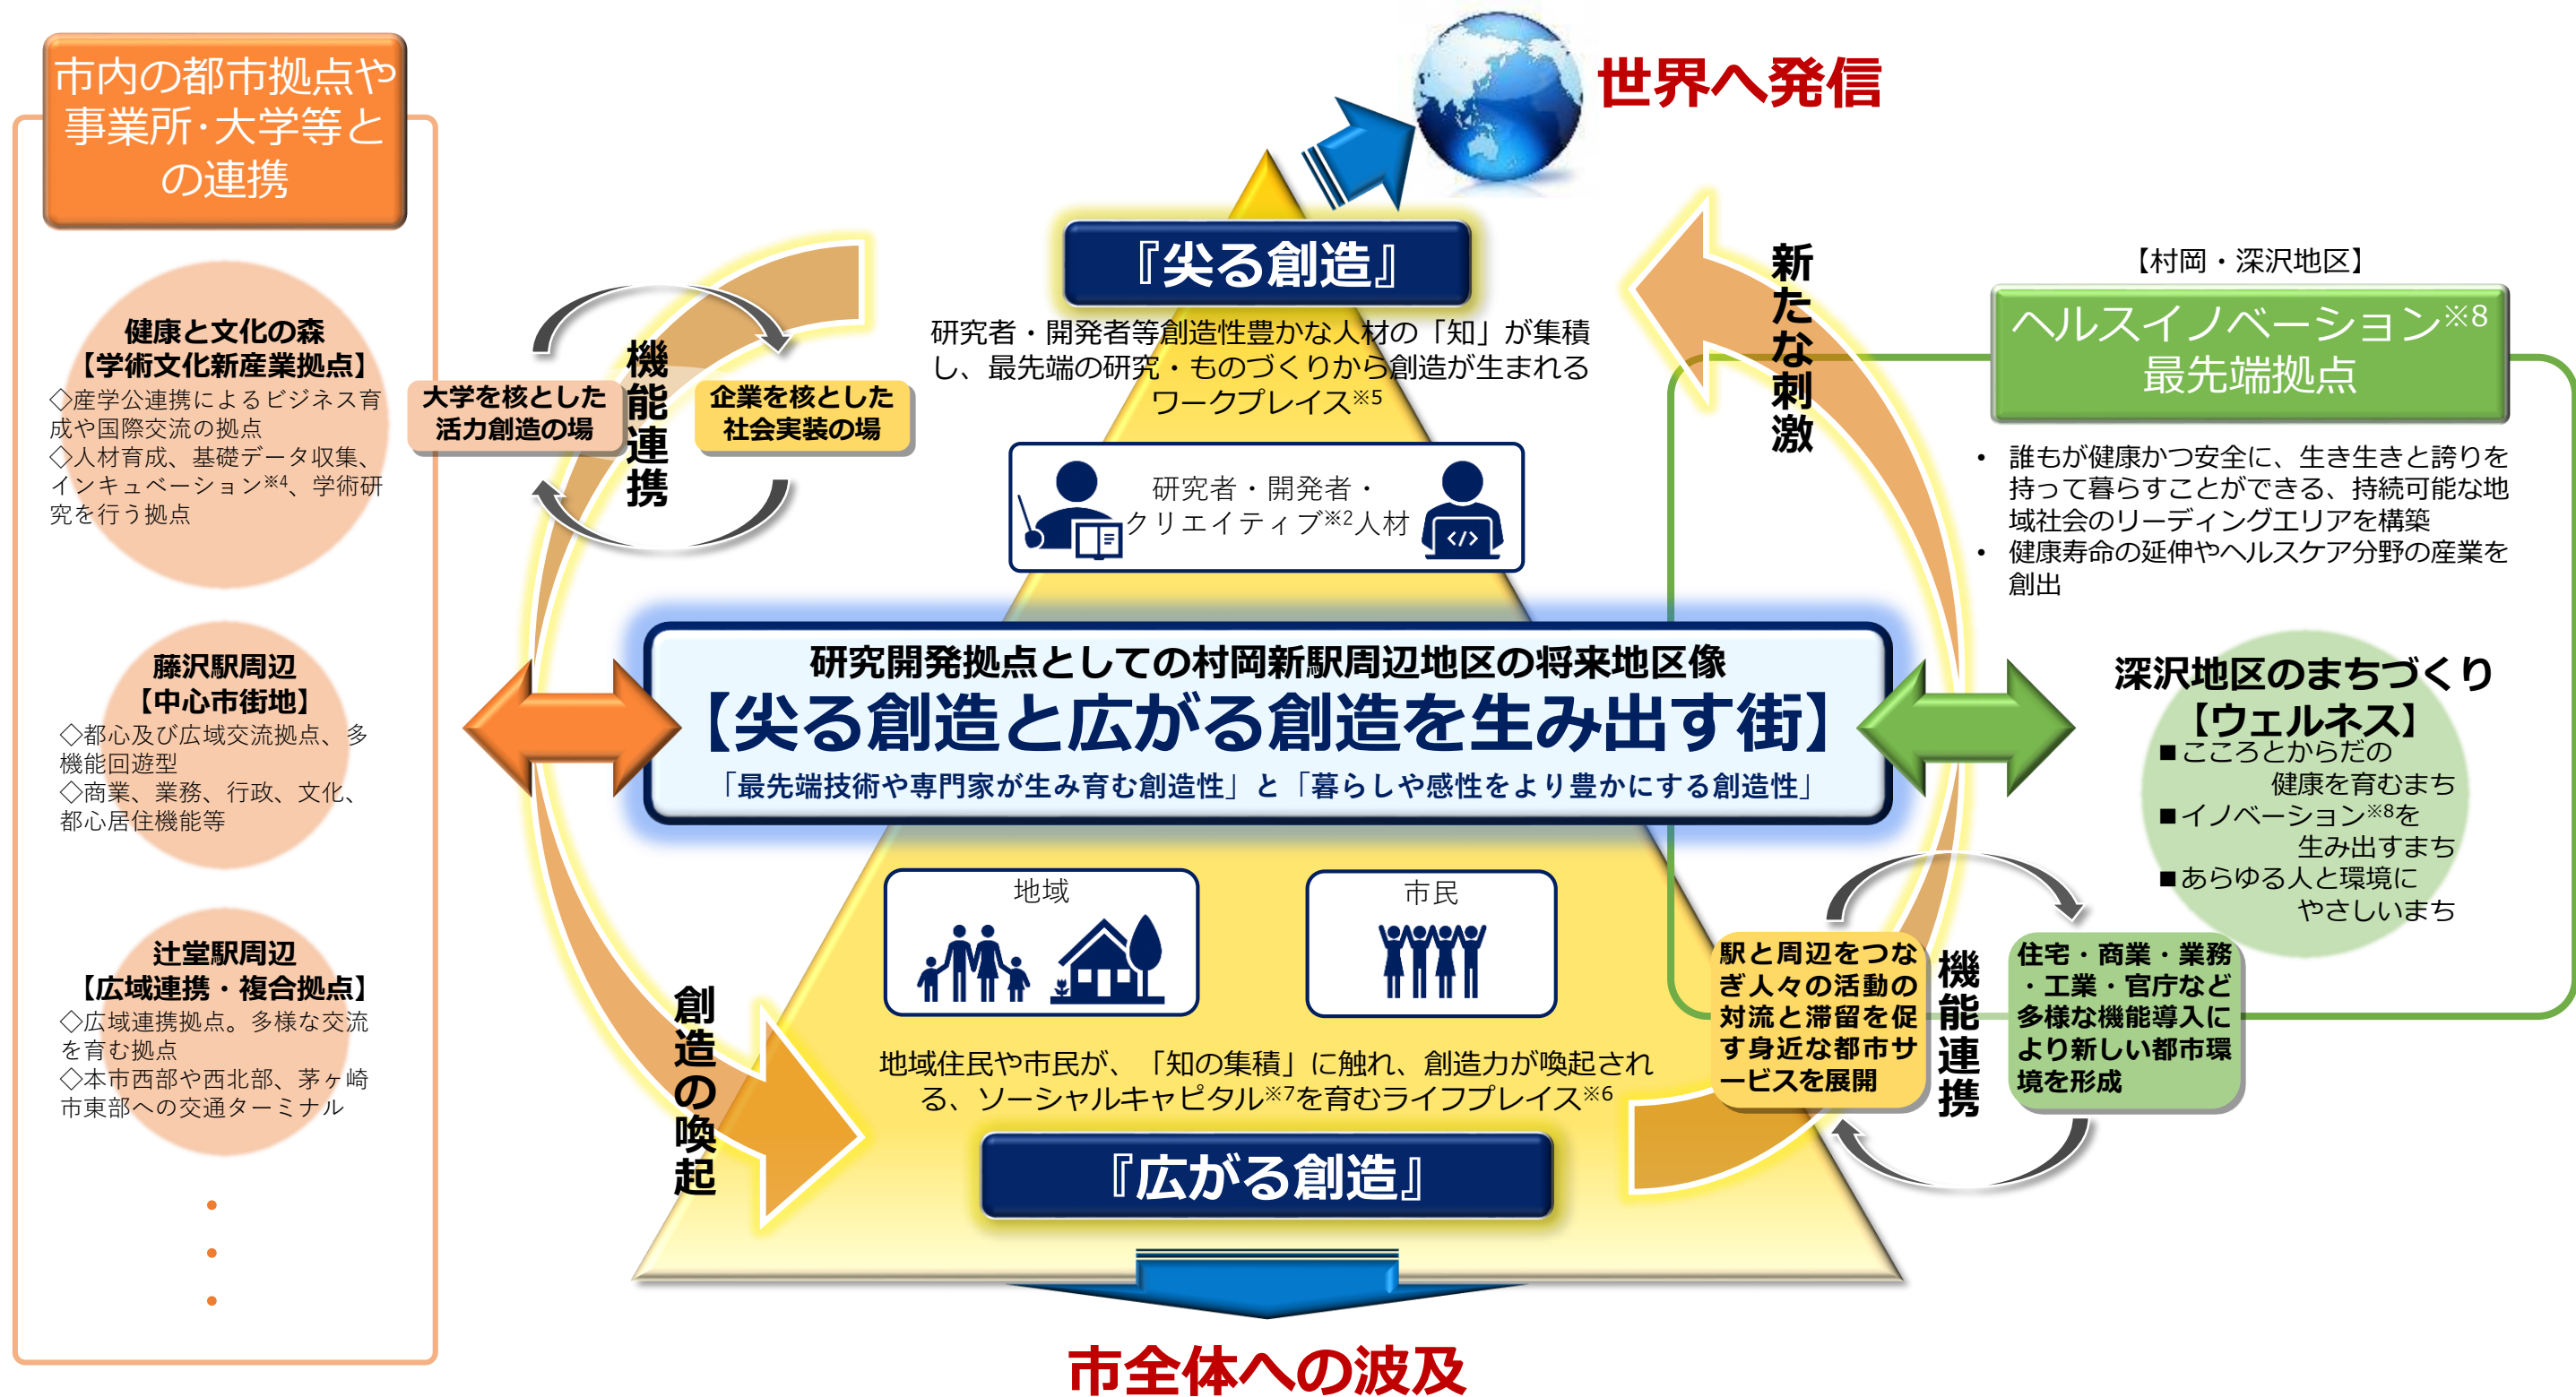 世界へ発信
市内の都市拠点や
事業所・大学等と
の連携
健康と文化の森
【学術文化新産業拠点】
◇産学公連携によるビジネス育
成や国際交流の拠点
◇人材育成、基礎データ収集、
インキュベーション※4、学術研
究を行う拠点
藤沢駅周辺
【中心市街地】
◇都心及び広域交流拠点、多
機能回遊型
◇商業、業務、行政、文化、
都心居住機能等
辻堂駅周辺
【広域連携・複合拠点】
◇広域連携拠点。多様な交流
を育む拠点
◇本市西部や西北部、茅ヶ崎
市東部への交通ターミナル
・
・
・
大学を核とした
活力創造の場
機能連携
企業を核とした
社会実装の場
『尖る創造』
研究者・開発者等創造性豊かな人材の「知」が集積
し、最先端の研究・ものづくりから創造が生まれる
ワークプレイス※5
研究者・開発者・
クリエイティブ※2人材
</>
新たな刺激
研究開発拠点としての村岡新駅周辺地区の将来地区像
【尖る創造と広がる創造を生み出す街】
「最先端技術や専門家が生み育む創造性」と「暮らしや感性をより豊かにする創造性」
地域
市民
創造の喚起
地域住民や市民が、「知の集積」に触れ、創造力が喚起され
る、ソーシャルキャピタル※7を育むライフプレイス※6
『広がる創造』
市全体への波及
【村岡・深沢地区】
ヘルスイノベーション※8
最先端拠点
• 誰もが健康かつ安全に、生き生きと誇りを
持って暮らすことができる、持続可能な地
域社会のリーディングエリアを構築
• 健康寿命の延伸やヘルスケア分野の産業を
創出
深沢地区のまちづくり
【ウェルネス】
■こころとからだの
健康を育むまち
■イノベーション※8を
生み出すまち
■あらゆる人と環境に
やさしいまち
駅と周辺をつな
ぎ人々の活動の
対流と滞留を促
す身近な都市サ
ービスを展開
機能連携
住宅・商業・業務
・工業・官庁など
多様な機能導入に
より新しい都市環
境を形成